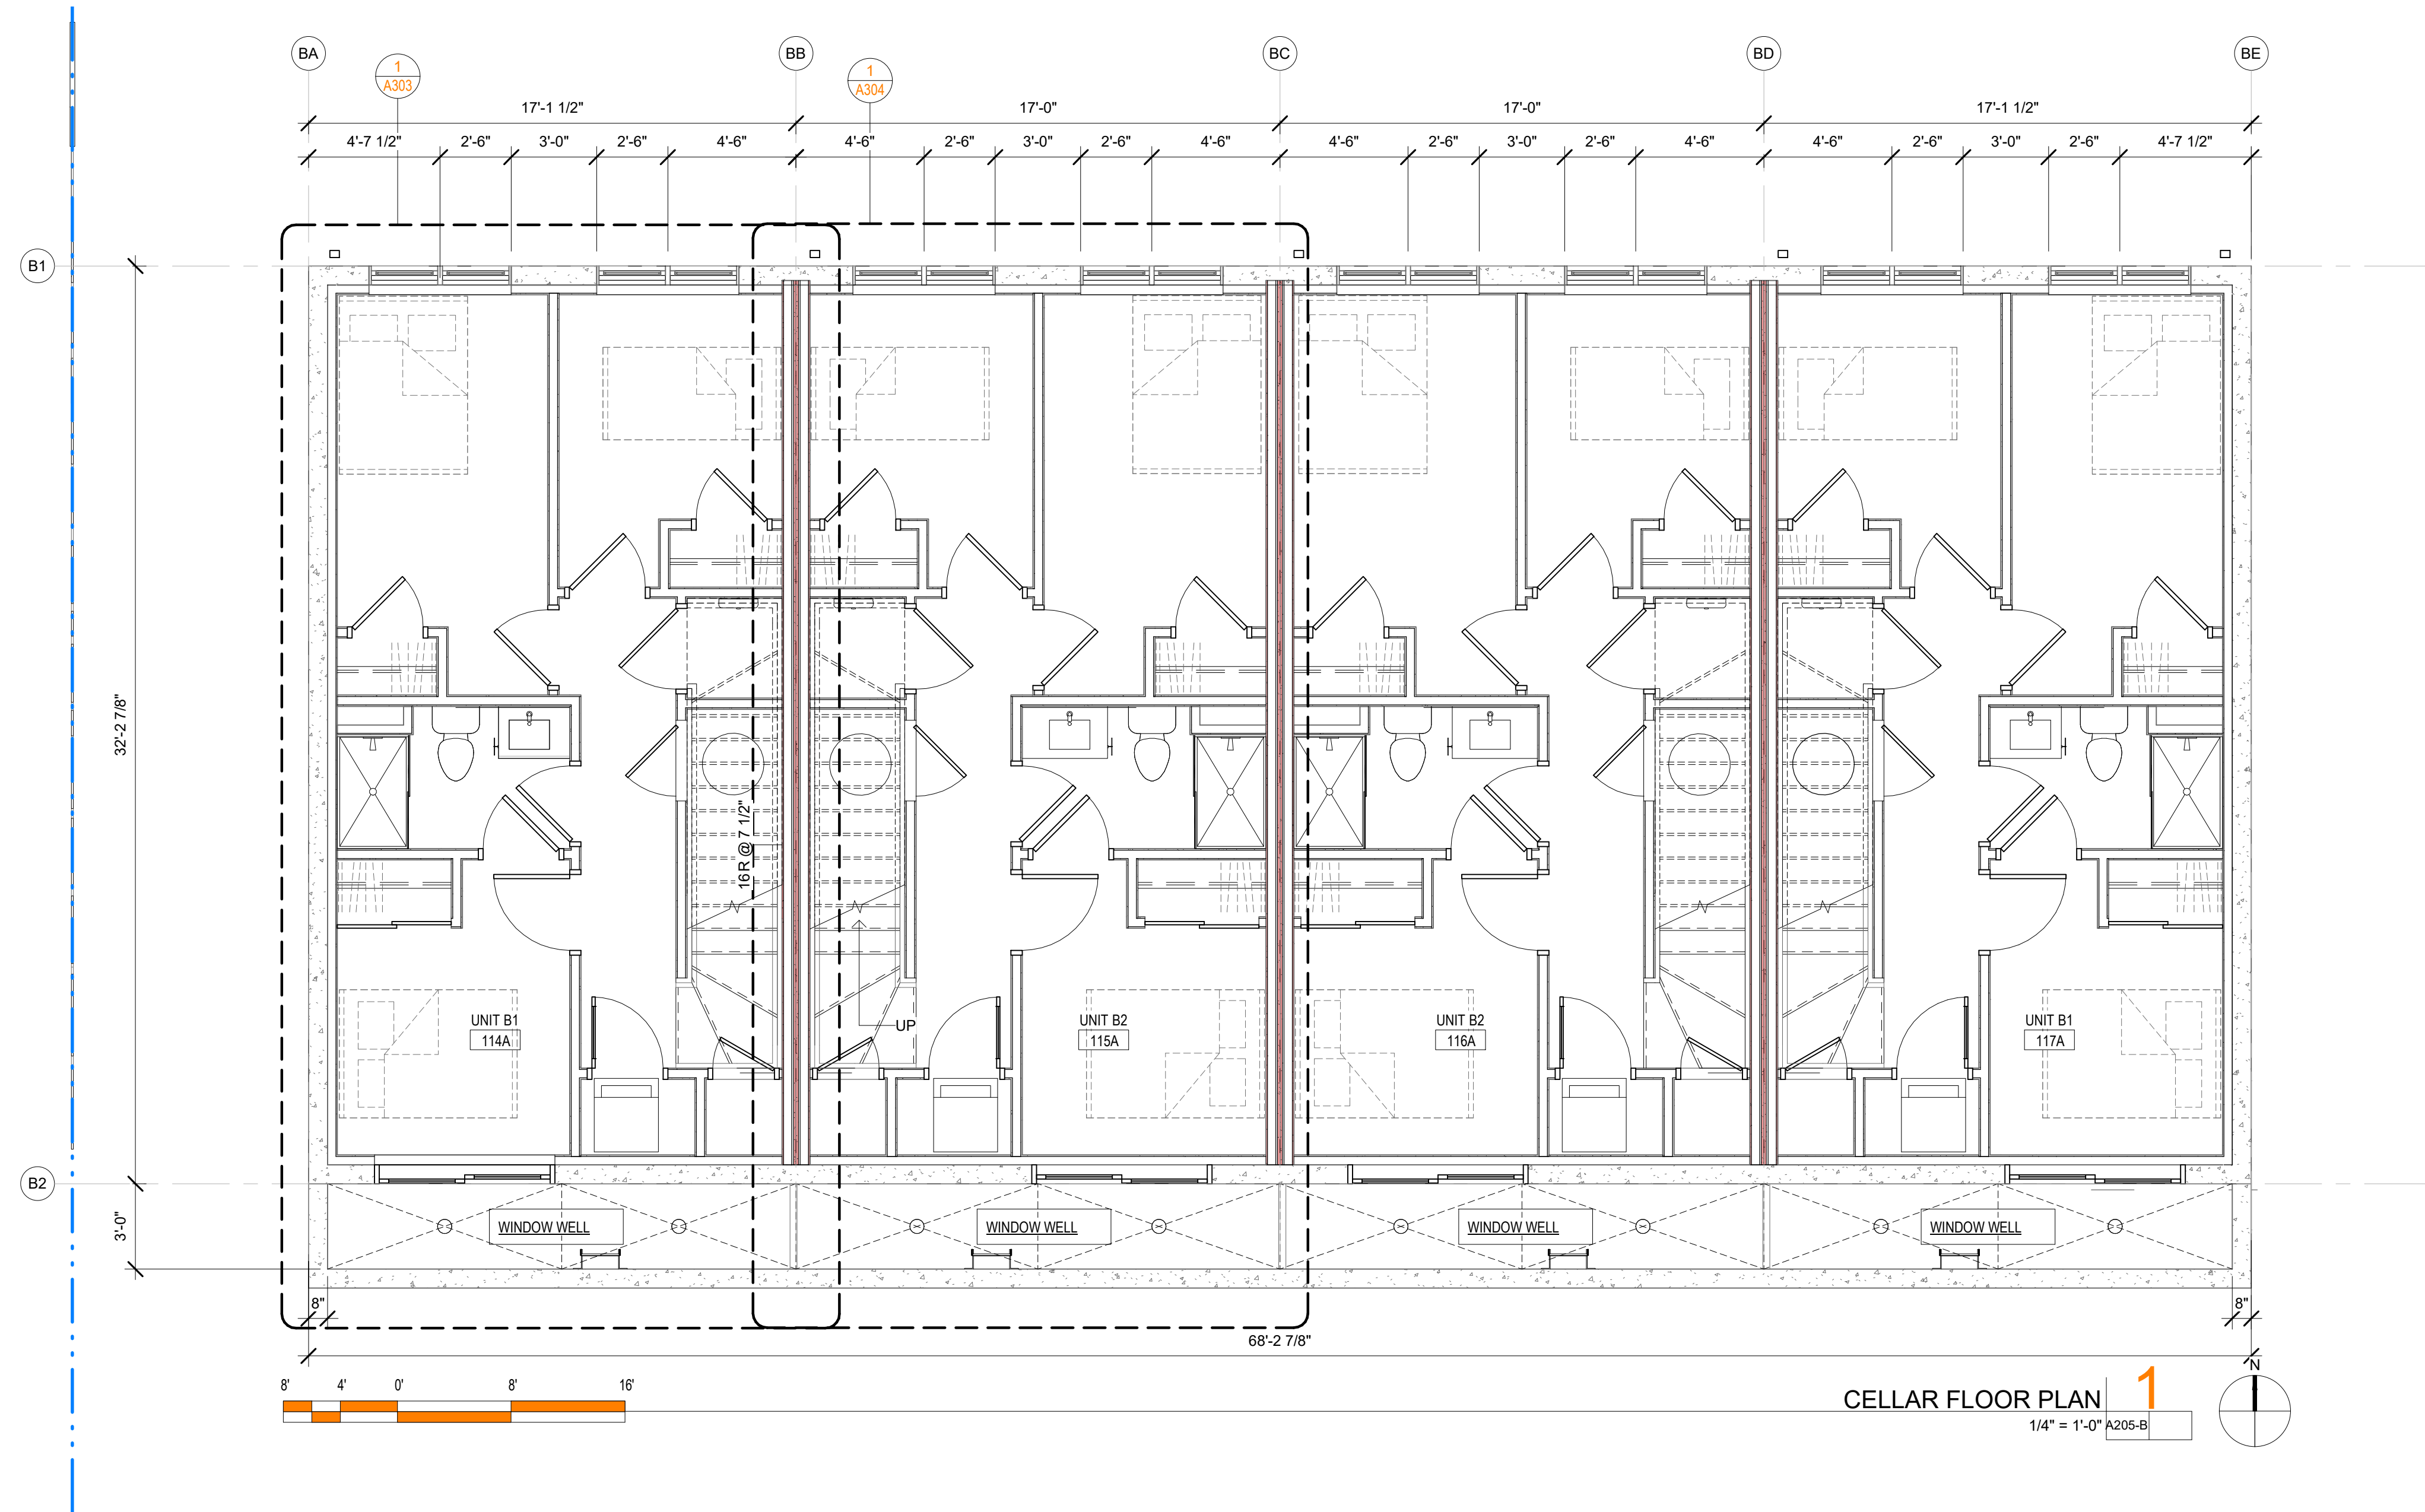 BA
BB
BC
BD
BE
1
A303
1
A304
17'-1 1/2"
17'-0"
17'-0"
17'-1 1/2"
4'-7 1/2"
2'-6"
3'-0"
2'-6"
4'-6"
4'-6"
2'-6"
3'-0"
2'-6"
4'-6"
4'-6"
2'-6"
3'-0"
2'-6"
4'-6"
4'-6"
2'-6"
3'-0"
2'-6"
4'-7 1/2"
B1
32'-2 7/8"
16R @ 7 1/2"
UP
UNIT B1
114A
UNIT B2
115A
UNIT B2
116A
UNIT B1
117A
B2
3'-0"
WINDOW WELL
WINDOW WELL
WINDOW WELL
WINDOW WELL
8"
8"
68'-2 7/8"
8'
4'
0'
8'
16'
CELLAR FLOOR PLAN
1
1/4" = 1'-0"
A205-B
N